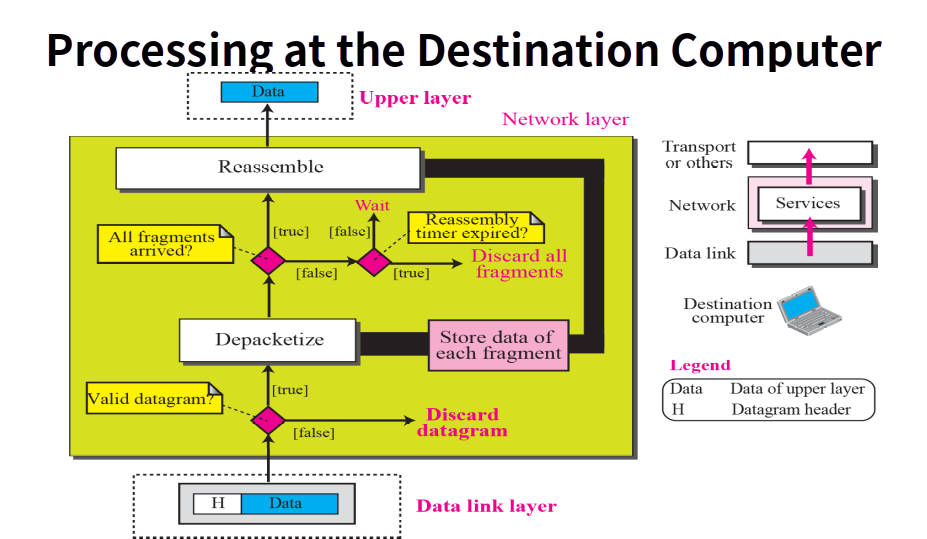 Processing at the Destination Computer
Data
Upper layer
Network layer
Reassemble
Wait
All fragments
arrived?
[true]
[false]
Reassembly
timer expired?
[false]
[true]
Discard all
fragments
Depacketize
Store data of
each fragment
Valid datagram?
[true]
[false]
Discard
datagram
H
Data
Data link layer
Transport
or others
Network
Services
Data link
Destination
computer
Legend
Data Data of upper layer
H Datagram header